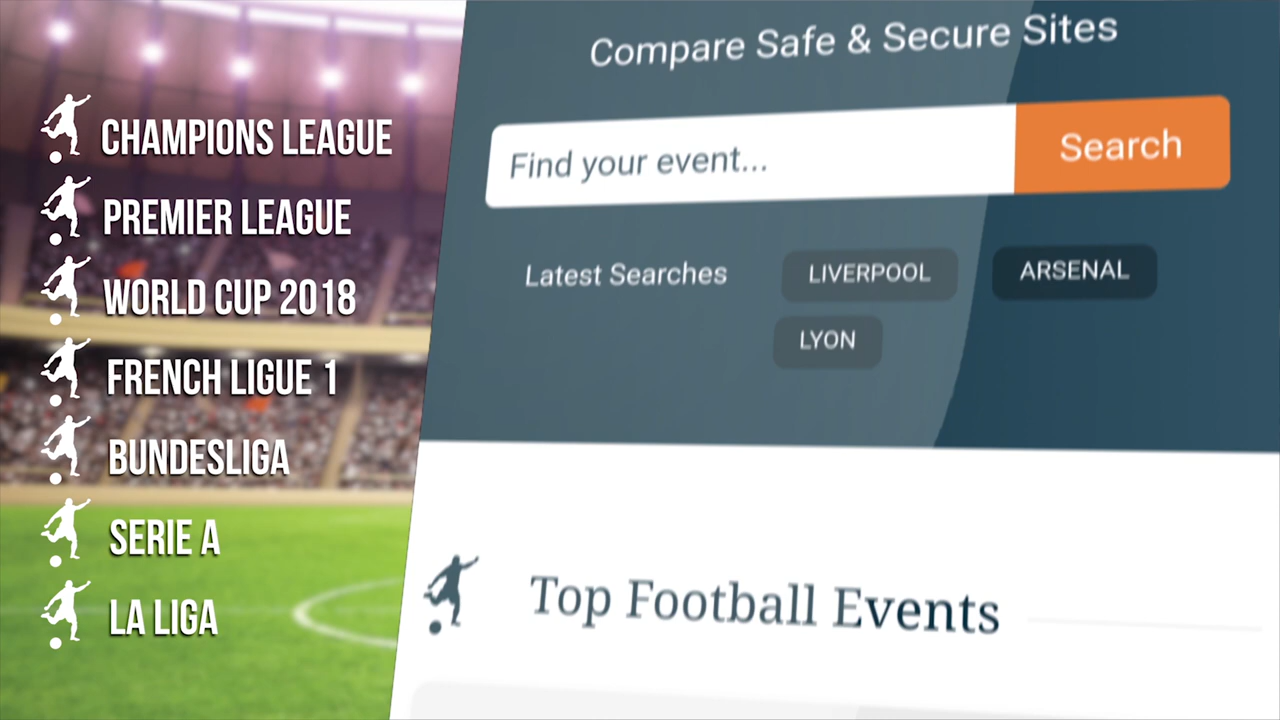 CHAMPIONS LEAGUE
PREMIER LEAGUE
WORLD CUP 2018
FRENCH LIGUE 1
BUNDESLIGA
SERIE A
LA LIGA
Compare Safe & Secure Sites
Find your event...
Search
Latest Searches
LIVERPOOL
ARSENAL
LYON
Top Football Events